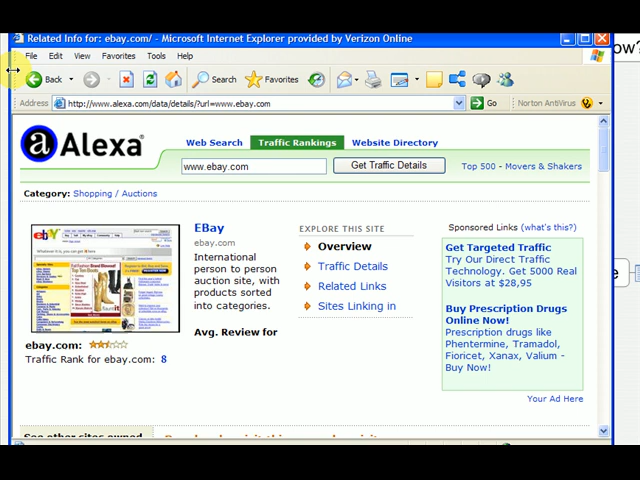 Related Info for: ebay.com/ - Microsoft Internet Explorer provided by Verizon Online
File Edit View Favorites Tools Help
Back Search Favorites
Address http://www.alexa.com/data/details/?url=www.ebay.com Go Norton AntiVirus
Alexa
Web Search Traffic Rankings Website Directory
www.ebay.com Get Traffic Details Top 500 - Movers & Shakers
Category: Shopping / Auctions
EBay
ebay.com
International
person to person
auction site, with
products sorted
into categories.
Avg. Review for
ebay.com:
Traffic Rank for ebay.com: 8
EXPLORE THIS SITE
Overview
Traffic Details
Related Links
Sites Linking in
Sponsored Links (what's this?)
Get Targeted Traffic
Try Our Direct Traffic
Technology. Get 5000 Real
Visitors at $28,95
Buy Prescription Drugs
Online Now!
Prescription drugs like
Phentermine, Tramadol,
Fioricet, Xanax, Valium -
Buy Now!
Your Ad Here
See other sites owned